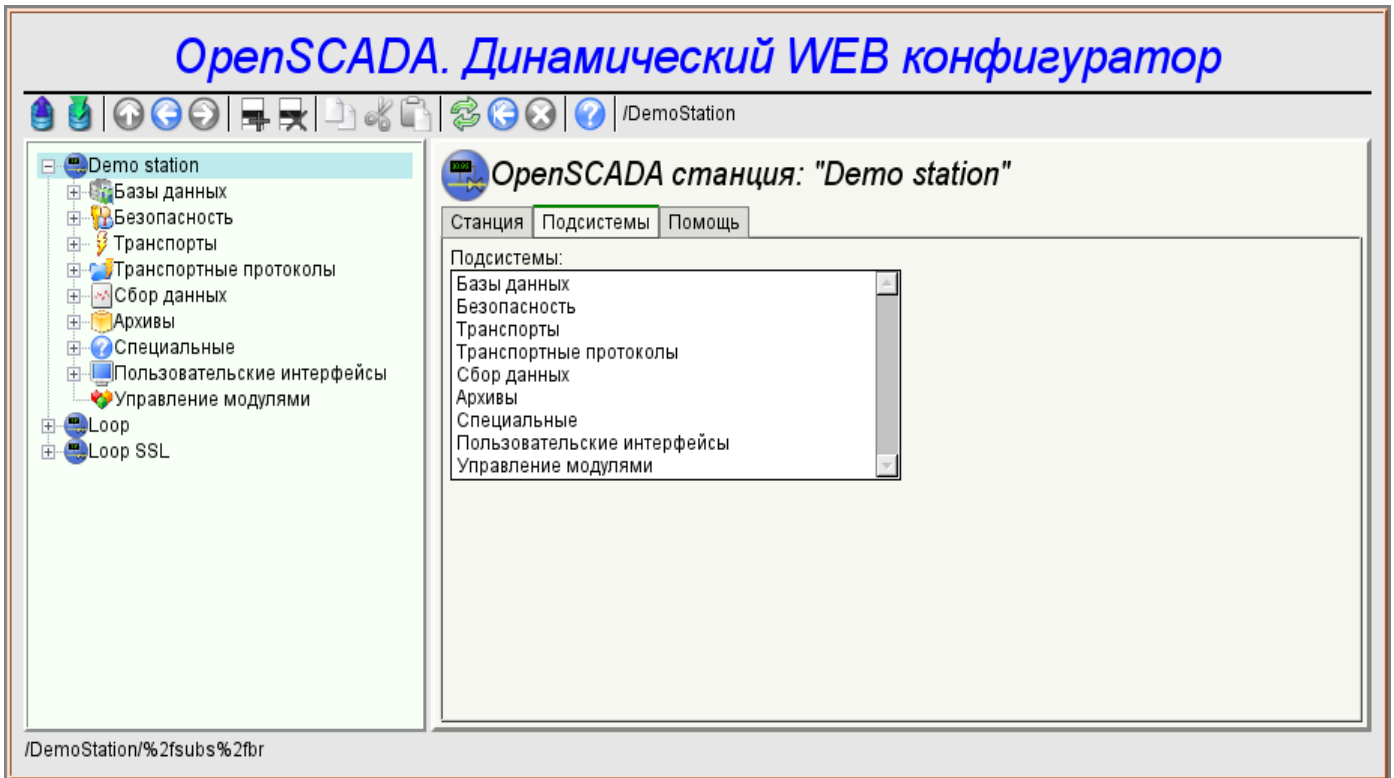 OpenSCADA. Динамический WEB конфигуратор
/DemoStation
Demo station
Базы данных
Безопасность
Транспорты
Транспортные протоколы
Сбор данных
Архивы
Специальные
Пользовательские интерфейсы
Управление модулями
Loop
Loop SSL
OpenSCADA станция: "Demo station"
Станция Подсистемы Помощь
Подсистемы:
Базы данных
Безопасность
Транспорты
Транспортные протоколы
Сбор данных
Архивы
Специальные
Пользовательские интерфейсы
Управление модулями
/DemoStation/%2fsubs%2fbr